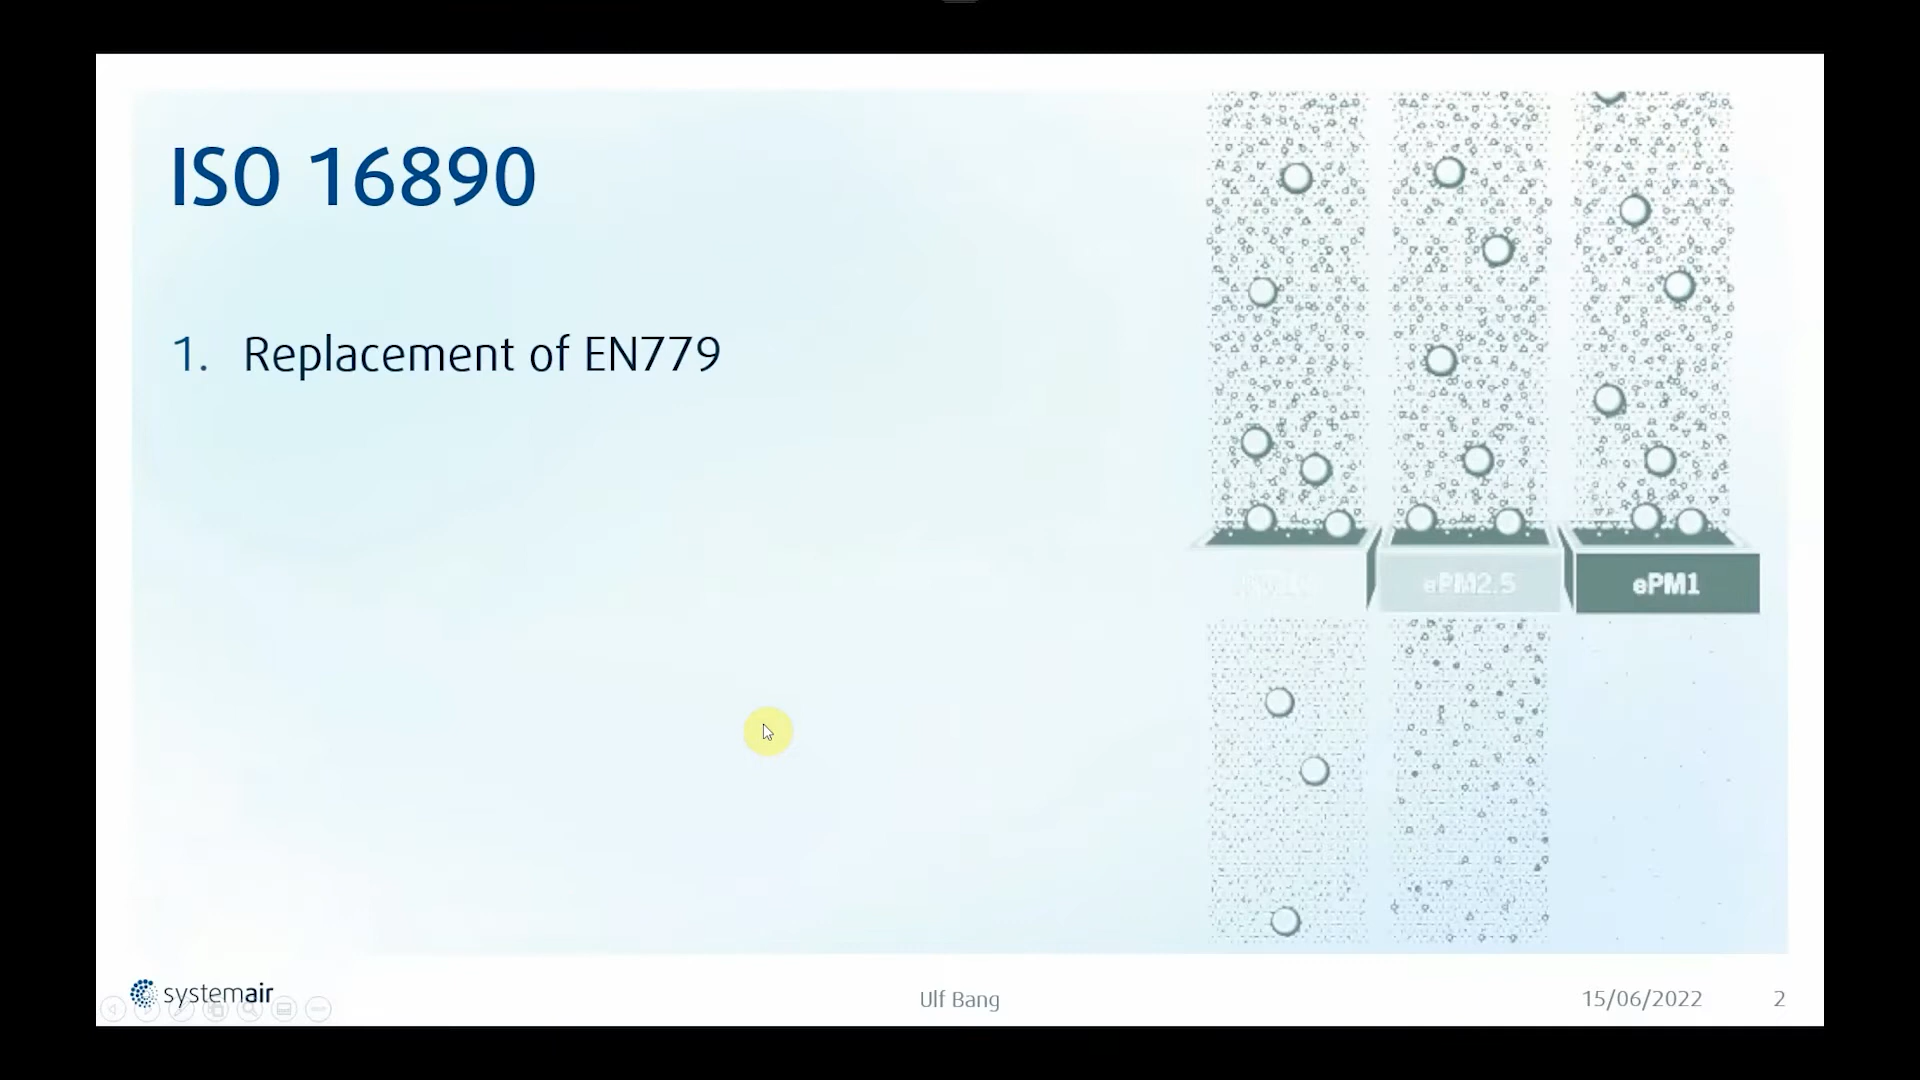 ISO 16890
1. Replacement of EN779
ePM2.5
ePM1
systemair
Ulf Bang
15/06/2022
2